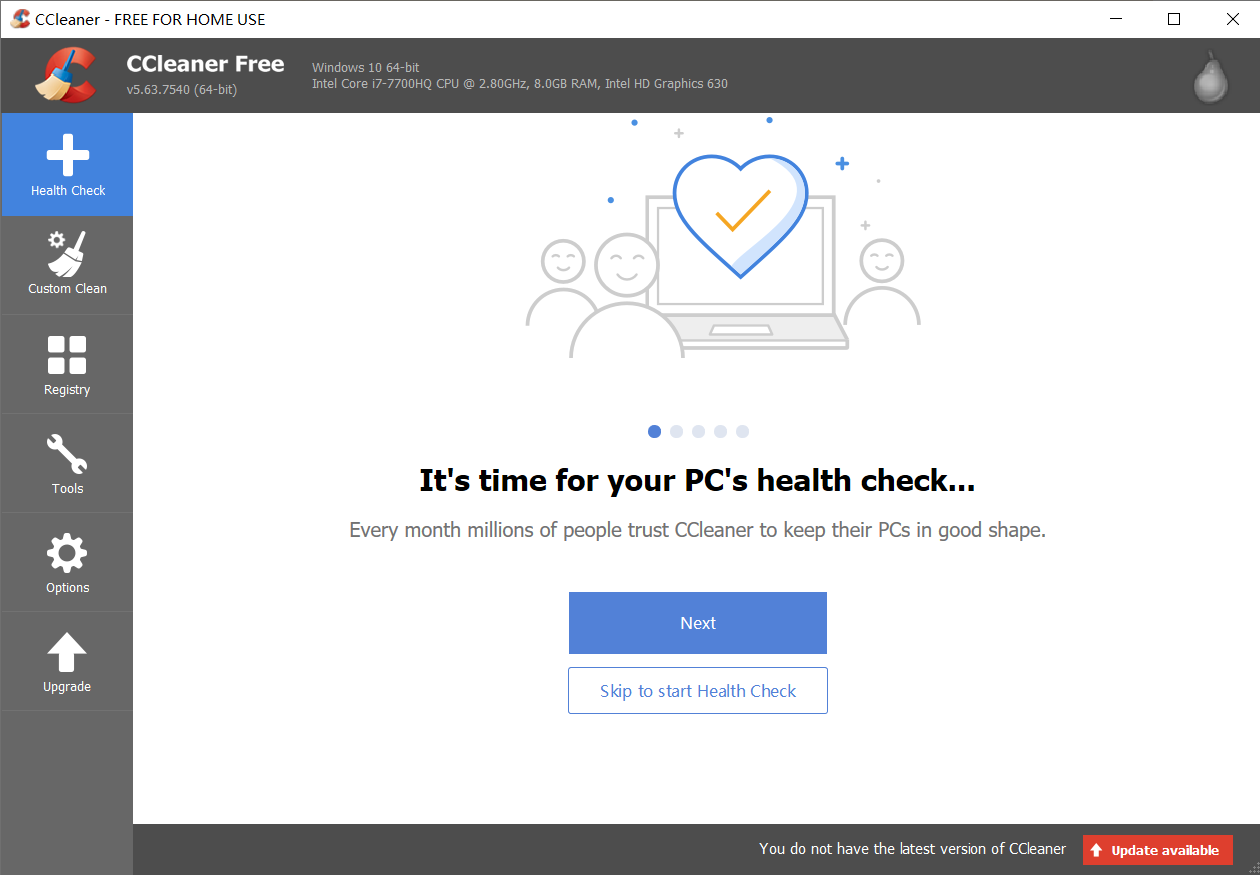 CCleaner - FREE FOR HOME USE
CCleaner Free
v5.63.7540 (64-bit)
Windows 10 64-bit
Intel Core i7-7700HQ CPU @ 2.80GHz, 8.0GB RAM, Intel HD Graphics 630
Health Check
Custom Clean
Registry
Tools
Options
Upgrade
It's time for your PC's health check...
Every month millions of people trust CCleaner to keep their PCs in good shape.
Next
Skip to start Health Check
You do not have the latest version of CCleaner
Update available